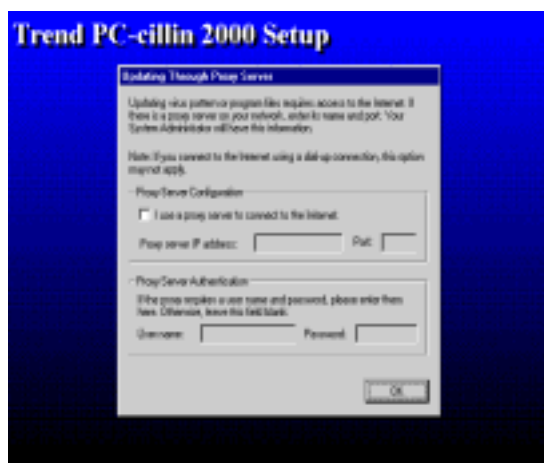 Trend PC-cillin 2000 Setup
Updating Through Proxy Server
Updating virus pattern or program files requires access to the Internet. If
there is a proxy server on your network, enter its name and port. Your
System Administrator will have this information.
Note: If you connect to the Internet using a dial-up connection, this option
may not apply.
Proxy Server Configuration
I use a proxy server to connect to the Internet.
Proxy server IP address:
Port:
Proxy Server Authentication
If the proxy requires a user name and password, please enter them
here. Otherwise, leave this field blank.
Username:
Password:
OK